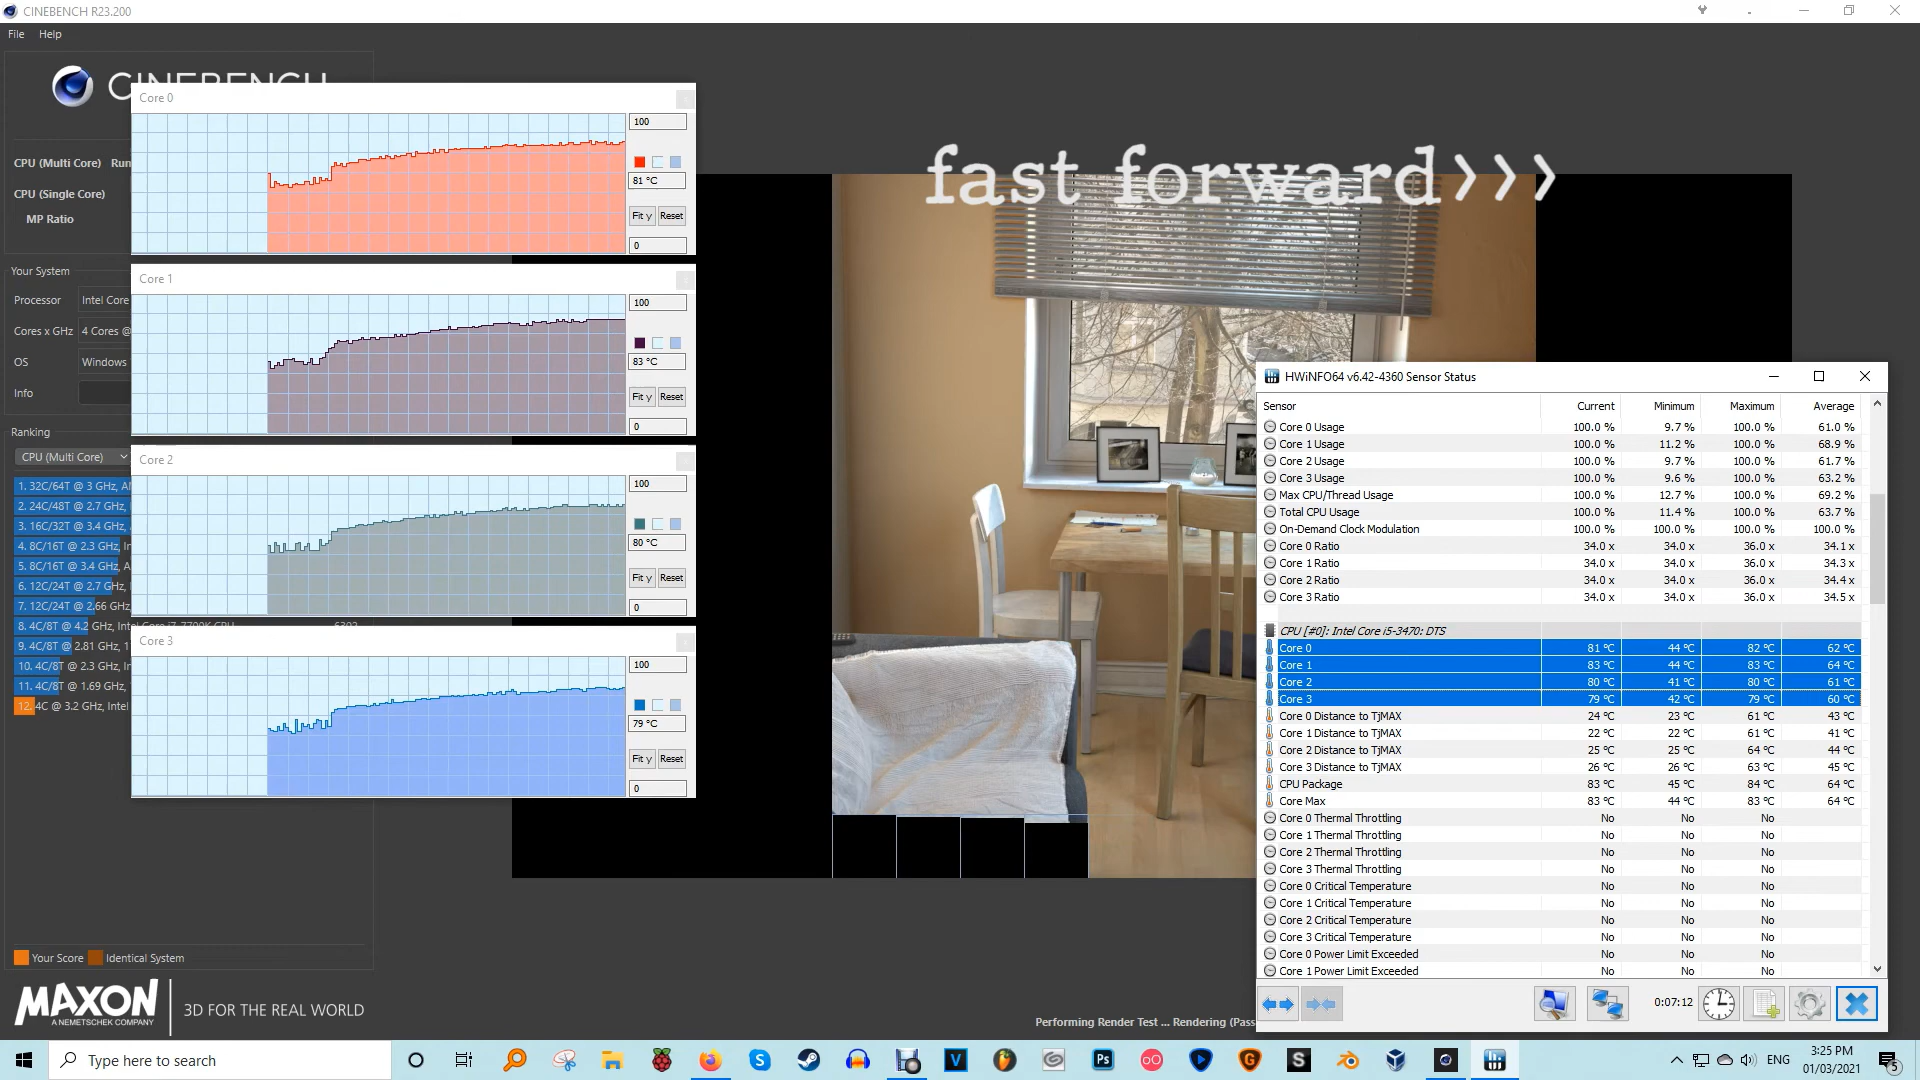 CINEBENCH R23.200
File Help
CINEBENCH
CPU (Multi Core) Run
CPU (Single Core)
MP Ratio
Your System
Processor Intel Core
Cores x GHz 4 Cores @
OS Windows
Info
Ranking
CPU (Multi Core)
1. 32C/64T @ 3 GHz, A
2. 24C/48T @ 2.7 GHz,
3. 16C/32T @ 3.4 GHz,
4. 8C/16T @ 2.3 GHz, In
5. 8C/16T @ 3.4 GHz, A
6. 12C/24T @ 2.7 GHz,
7. 12C/24T @ 2.66 GHz,
8. 4C/8T @ 4.2 GHz, Intel Core i7-7700K CPU 6302
9. 4C/8T @ 2.81 GHz, 1
10. 4C/8T @ 2.3 GHz, In
11. 4C/8T @ 1.69 GHz,
12. 4C @ 3.2 GHz, Intel
Your Score Identical System
MAXON
A NEMETSCHEK COMPANY
3D FOR THE REAL WORLD
Core 0
100
81 °C
Fit y Reset
0
Core 1
100
83 °C
Fit y Reset
0
Core 2
100
80 °C
Fit y Reset
0
Core 3
100
79 °C
Fit y Reset
0
fast forward>>>
Performing Render Test ... Rendering (Pass
HWiNFO64 v6.42-4360 Sensor Status
Sensor Current Minimum Maximum Average
Core 0 Usage 100.0 % 9.7 % 100.0 % 61.0 %
Core 1 Usage 100.0 % 11.2 % 100.0 % 68.9 %
Core 2 Usage 100.0 % 9.7 % 100.0 % 61.7 %
Core 3 Usage 100.0 % 9.6 % 100.0 % 63.2 %
Max CPU/Thread Usage 100.0 % 12.7 % 100.0 % 69.2 %
Total CPU Usage 100.0 % 11.4 % 100.0 % 63.7 %
On-Demand Clock Modulation 100.0 % 100.0 % 100.0 % 100.0 %
Core 0 Ratio 34.0 x 34.0 x 36.0 x 34.1 x
Core 1 Ratio 34.0 x 34.0 x 36.0 x 34.3 x
Core 2 Ratio 34.0 x 34.0 x 36.0 x 34.4 x
Core 3 Ratio 34.0 x 34.0 x 36.0 x 34.5 x
CPU [#0]: Intel Core i5-3470: DTS
Core 0 81 °C 44 °C 82 °C 62 °C
Core 1 83 °C 44 °C 83 °C 64 °C
Core 2 80 °C 41 °C 80 °C 61 °C
Core 3 79 °C 42 °C 79 °C 60 °C
Core 0 Distance to TjMAX 24 °C 23 °C 61 °C 43 °C
Core 1 Distance to TjMAX 22 °C 22 °C 61 °C 41 °C
Core 2 Distance to TjMAX 25 °C 25 °C 64 °C 44 °C
Core 3 Distance to TjMAX 26 °C 26 °C 63 °C 45 °C
CPU Package 83 °C 45 °C 84 °C 64 °C
Core Max 83 °C 44 °C 83 °C 64 °C
Core 0 Thermal Throttling No No No
Core 1 Thermal Throttling No No No
Core 2 Thermal Throttling No No No
Core 3 Thermal Throttling No No No
Core 0 Critical Temperature No No No
Core 1 Critical Temperature No No No
Core 2 Critical Temperature No No No
Core 3 Critical Temperature No No No
Core 0 Power Limit Exceeded No No No
Core 1 Power Limit Exceeded No No No
0:07:12
Type here to search
ENG
3:25 PM
01/03/2021
5